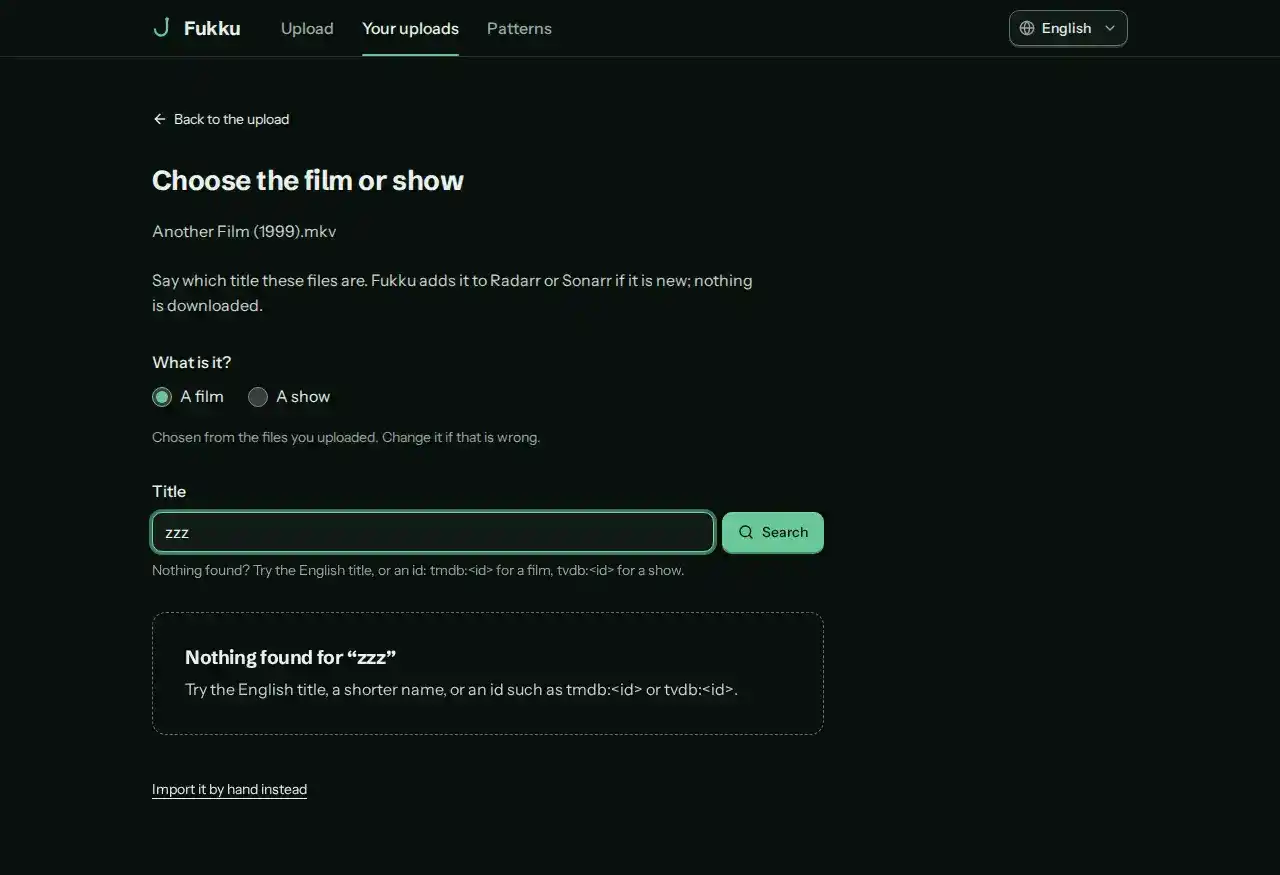 Fukku
Upload
Your uploads
Patterns
English
Back to the upload
Choose the film or show
Another Film (1999).mkv
Say which title these files are. Fukku adds it to Radarr or Sonarr if it is new; nothing
is downloaded.
What is it?
A film
A show
Chosen from the files you uploaded. Change it if that is wrong.
Title
zzz
Search
Nothing found? Try the English title, or an id: tmdb:<id> for a film, tvdb:<id> for a show.
Nothing found for “zzz”
Try the English title, a shorter name, or an id such as tmdb:<id> or tvdb:<id>.
Import it by hand instead